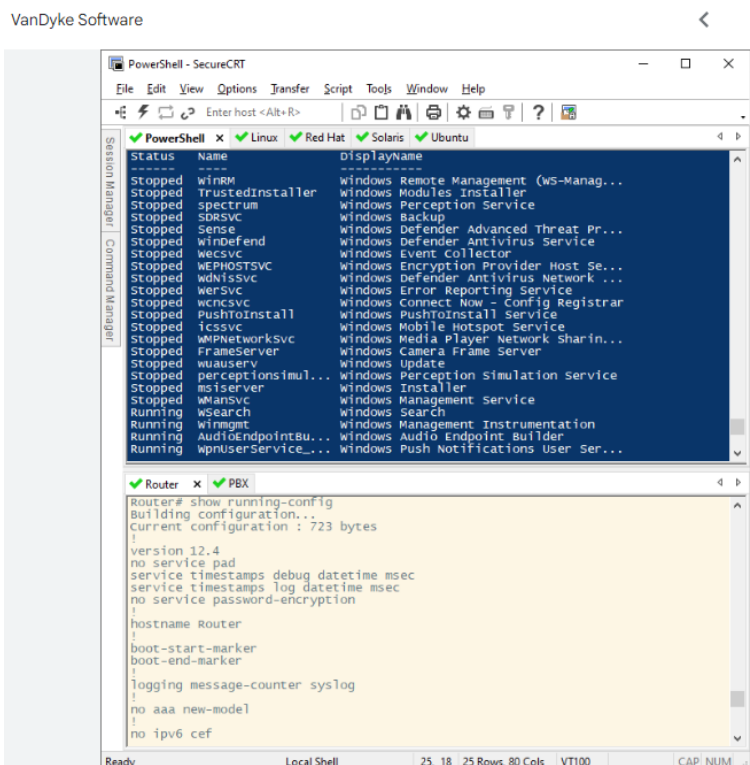 VanDyke Software
PowerShell - SecureCRT
File Edit View Options Transfer Script Tools Window Help
Enter host <Alt+R>
Session Manager
Command Manager
PowerShell Linux Red Hat Solaris Ubuntu
Status Name DisplayName
------ ---- -----------
Stopped WinRM Windows Remote Management (WS-Manag...
Stopped TrustedInstaller Windows Modules Installer
Stopped spectrum Windows Perception Service
Stopped SDRSVC Windows Backup
Stopped Sense Windows Defender Advanced Threat Pr...
Stopped WinDefend Windows Defender Antivirus Service
Stopped Wecsvc Windows Event Collector
Stopped WEPHOSTSVC Windows Encryption Provider Host Se...
Stopped WdNisSvc Windows Defender Antivirus Network ...
Stopped WerSvc Windows Error Reporting Service
Stopped wcncsvc Windows Connect Now - Config Registrar
Stopped PushToInstall Windows PushToInstall Service
Stopped icssvc Windows Mobile Hotspot Service
Stopped WMPNetworkSvc Windows Media Player Network Sharin...
Stopped FrameServer Windows Camera Frame Server
Stopped wuauserv Windows Update
Stopped perceptionsimul... Windows Perception Simulation Service
Stopped msiserver Windows Installer
Stopped WManSvc Windows Management Service
Running WSearch Windows Search
Running Winmgmt Windows Management Instrumentation
Running AudioEndpointBu... Windows Audio Endpoint Builder
Running WpnUserService_... Windows Push Notifications User Ser...
Router PBX
Router# show running-config
Building configuration...
Current configuration : 723 bytes
!
version 12.4
no service pad
service timestamps debug datetime msec
service timestamps log datetime msec
no service password-encryption
!
hostname Router
!
boot-start-marker
boot-end-marker
!
logging message-counter syslog
!
no aaa new-model
!
no ipv6 cef
Ready Local Shell 25, 18 25 Rows, 80 Cols VT100 CAP NUM